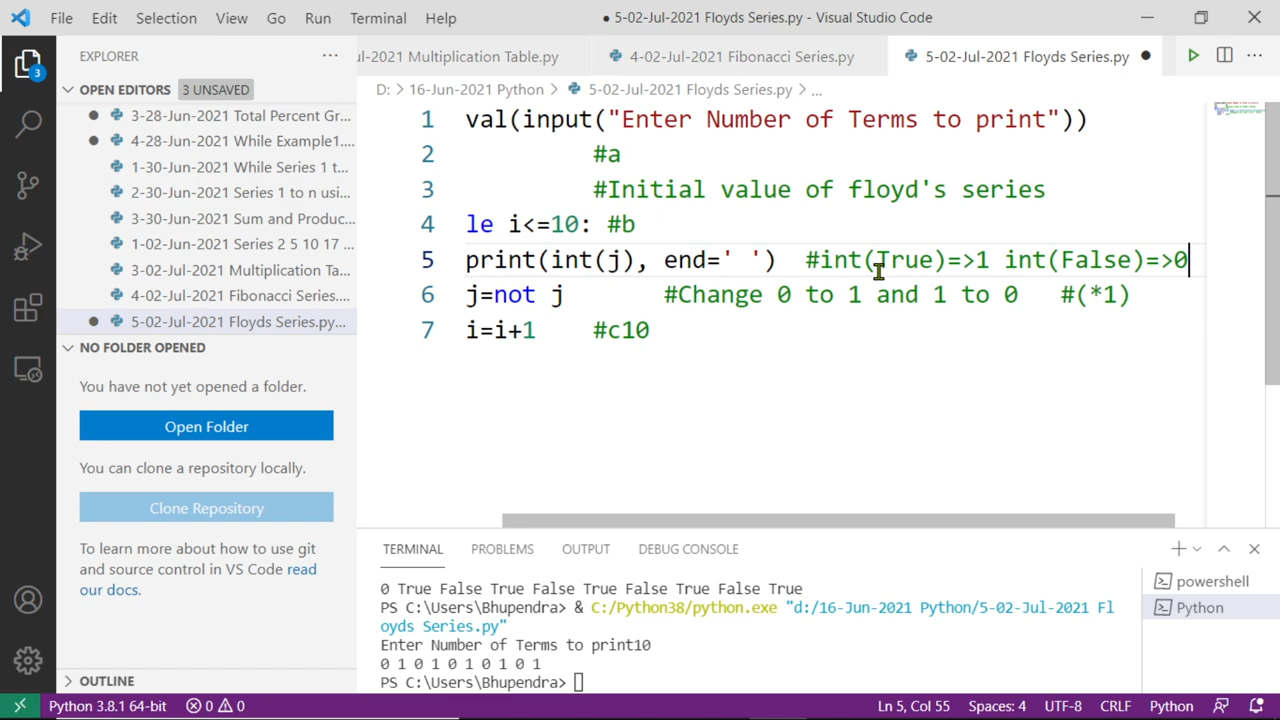 File Edit Selection View Go Run Terminal Help ● 5-02-Jul-2021 Floyds Series.py - Visual Studio Code
EXPLORER ···
ul-2021 Multiplication Table.py 4-02-Jul-2021 Fibonacci Series.py 5-02-Jul-2021 Floyds Series.py ● ···
OPEN EDITORS 3 UNSAVED
3
D: > 16-Jun-2021 Python > 5-02-Jul-2021 Floyds Series.py > ...
3-28-Jun-2021 Total Percent Gr...
4-28-Jun-2021 While Example1....
1-30-Jun-2021 While Series 1 t...
2-30-Jun-2021 Series 1 to n usi...
3-30-Jun-2021 Sum and Produc...
1-02-Jul-2021 Series 2 5 10 17 ...
3-02-Jul-2021 Multiplication Ta...
4-02-Jul-2021 Fibonacci Series....
5-02-Jul-2021 Floyds Series.py...
NO FOLDER OPENED
You have not yet opened a folder.
Open Folder
You can clone a repository locally.
Clone Repository
To learn more about how to use git
and source control in VS Code read
our docs.
OUTLINE
1 val(input("Enter Number of Terms to print"))
2 #a
3 #Initial value of floyd's series
4 le i<=10: #b
5 print(int(j), end=' ') #int(True)=>1 int(False)=>0
6 j=not j #Change 0 to 1 and 1 to 0 #(*1)
7 i=i+1 #c10
TERMINAL PROBLEMS OUTPUT DEBUG CONSOLE
0 True False True False True False True False True
PS C:\Users\Bhupendra> & C:/Python38/python.exe "d:/16-Jun-2021 Python/5-02-Jul-2021 Fl
oyds Series.py"
Enter Number of Terms to print10
0 1 0 1 0 1 0 1 0 1
PS C:\Users\Bhupendra>
powershell
Python
Python 3.8.1 64-bit 0 0 Ln 5, Col 55 Spaces: 4 UTF-8 CRLF Python